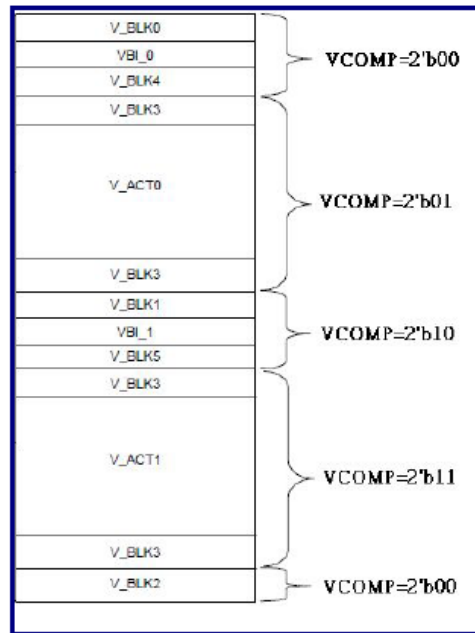 V_BLK0
VBI_0
V_BLK4
VCOMP=2'b00
V_BLK3
V_ACT0
V_BLK3
VCOMP=2'b01
V_BLK1
VBI_1
V_BLK5
VCOMP=2'b10
V_BLK3
V_ACT1
V_BLK3
VCOMP=2'b11
V_BLK2
VCOMP=2'b00